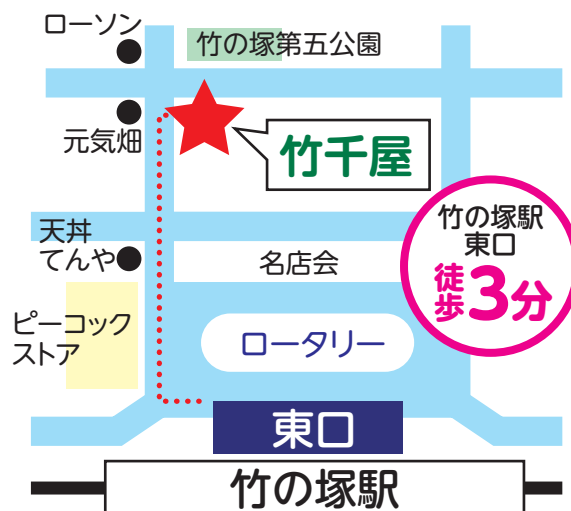 ローソン
竹の塚第五公園
元気畑
竹千屋
天丼
てんや
名店会
竹の塚駅
東口
徒歩3分
ピーコック
ストア
ロータリー
東口
竹の塚駅